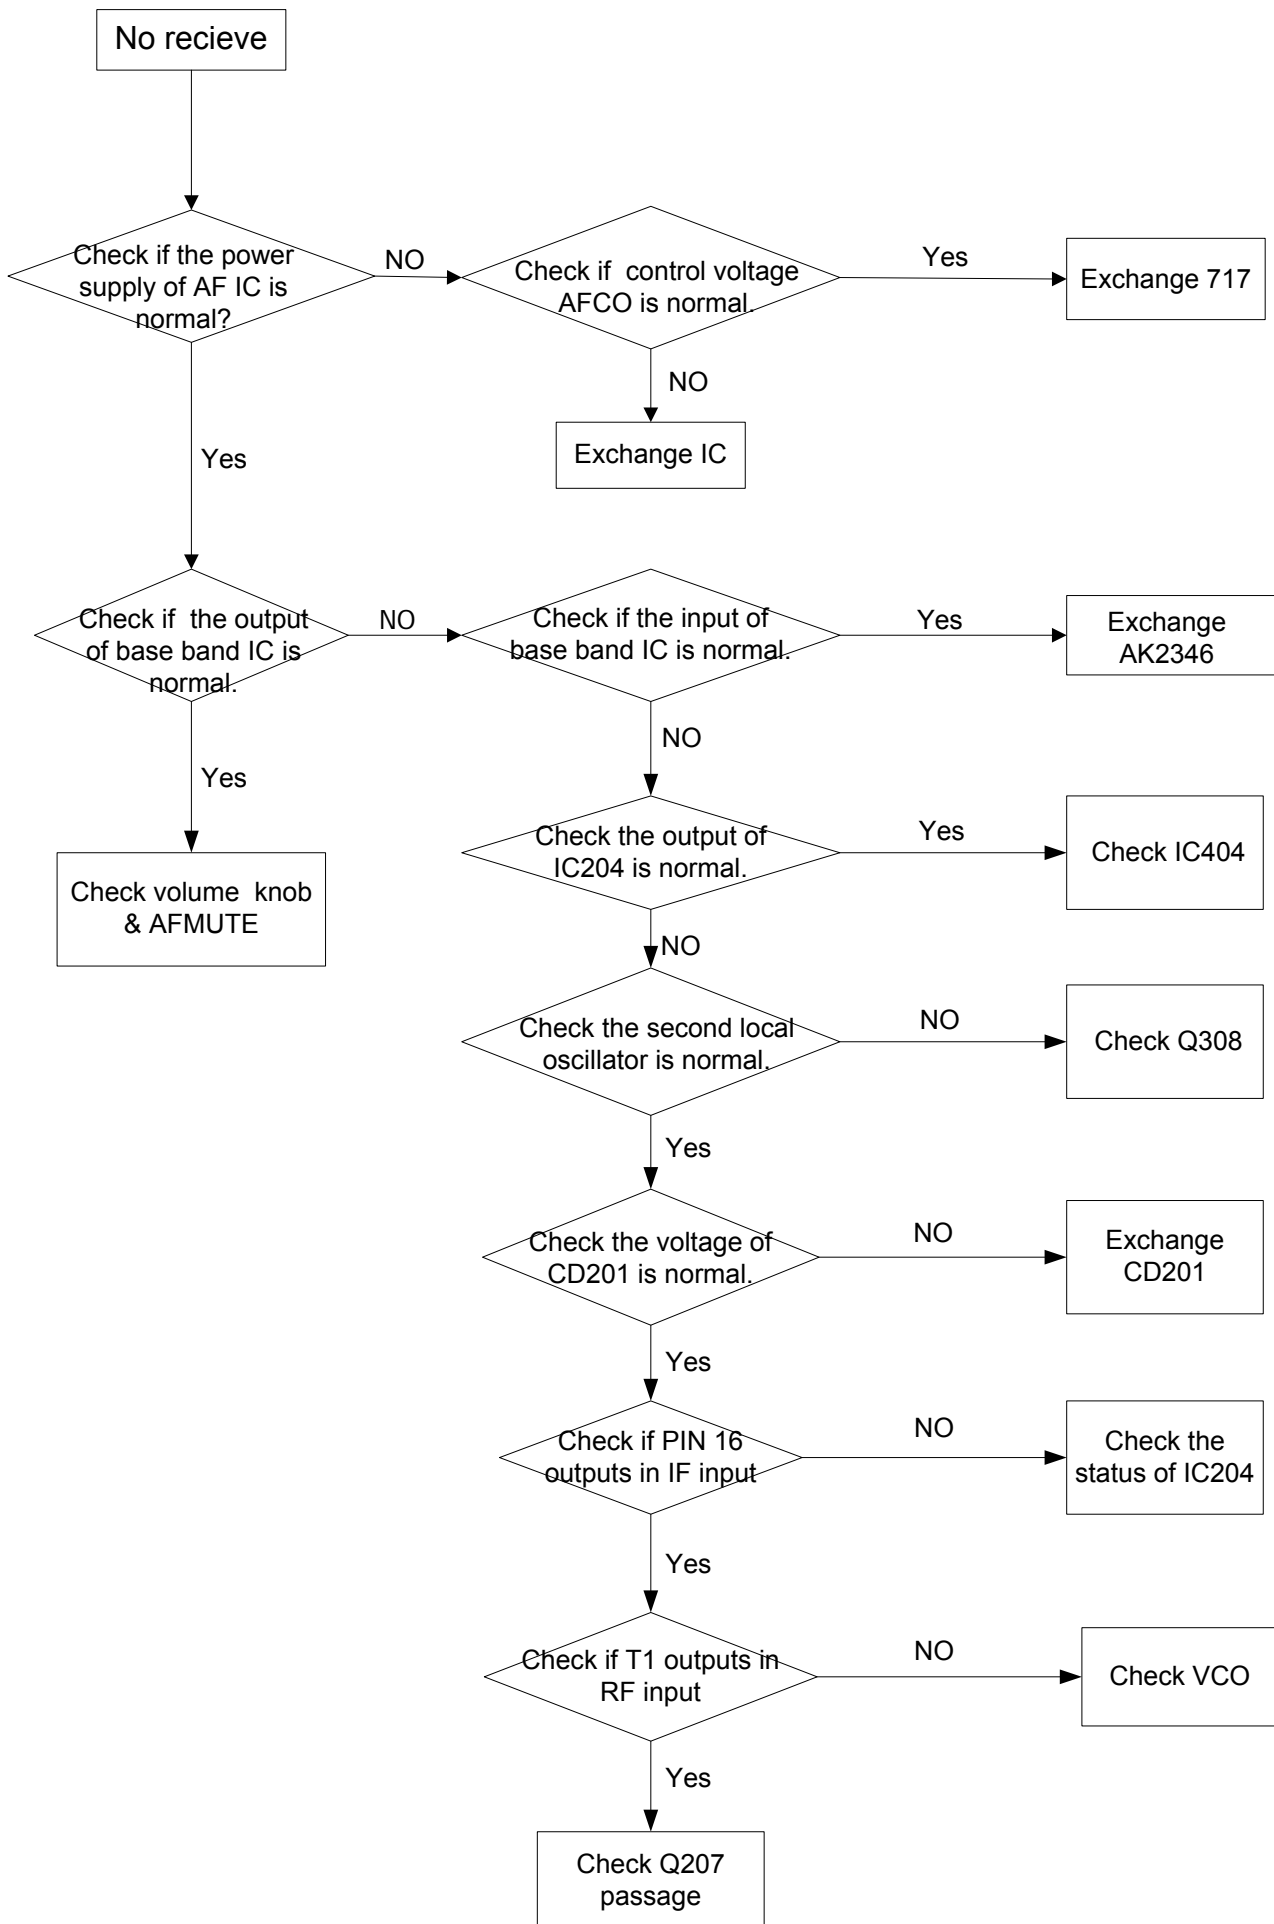 No recieve
Check if the power
supply of AF IC is
normal?
NO
Check if  control voltage
AFCO is normal.
Yes
Exchange 717
NO
Exchange IC
Yes
Check if  the output
of base band IC is
normal.
NO
Check if the input of
base band IC is normal.
Yes
Exchange
AK2346
NO
Yes
Check volume  knob
& AFMUTE
Check the output of
IC204 is normal.
Yes
Check IC404
NO
Check the second local
oscillator is normal.
NO
Check Q308
Yes
Check the voltage of
CD201 is normal.
NO
Exchange
CD201
Yes
Check if PIN 16
outputs in IF input
NO
Check the
status of IC204
Yes
Check if T1 outputs in
RF input
NO
Check VCO
Yes
Check Q207
passage